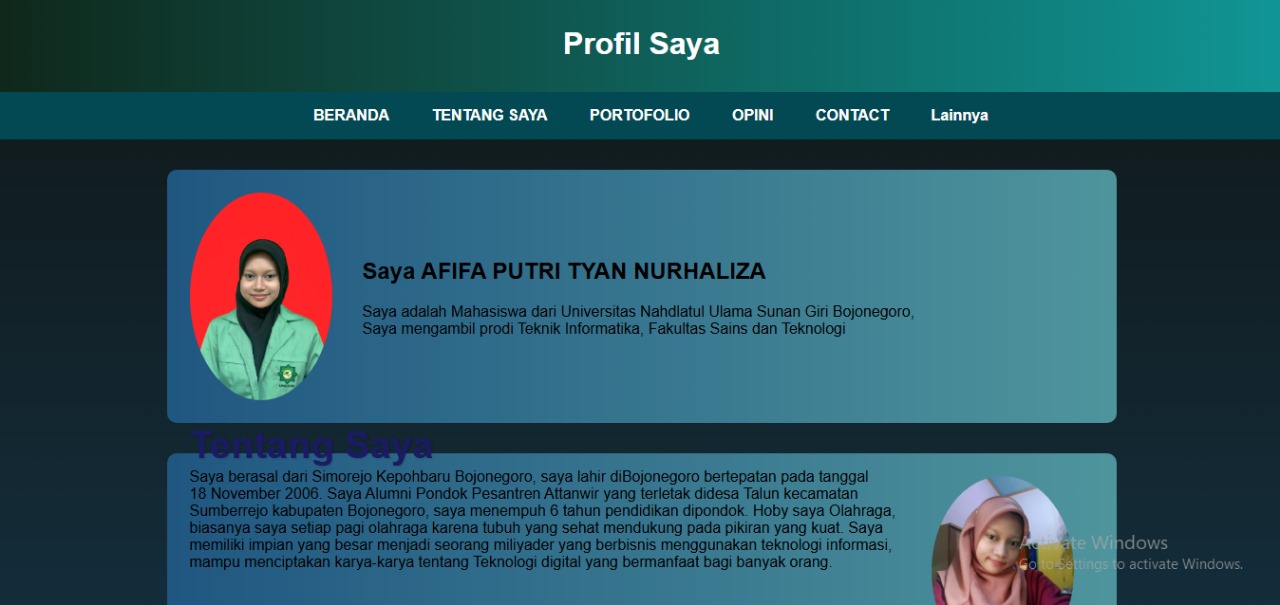 Profil Saya
BERANDA TENTANG SAYA PORTOFOLIO OPINI CONTACT Lainnya
Saya AFIFA PUTRI TYAN NURHALIZA
Saya adalah Mahasiswa dari Universitas Nahdlatul Ulama Sunan Giri Bojonegoro,
Saya mengambil prodi Teknik Informatika, Fakultas Sains dan Teknologi
Tentang Saya
Saya berasal dari Simorejo Kepohbaru Bojonegoro, saya lahir diBojonegoro bertepatan pada tanggal
18 November 2006. Saya Alumni Pondok Pesantren Attanwir yang terletak didesa Talun kecamatan
Sumberrejo kabupaten Bojonegoro, saya menempuh 6 tahun pendidikan dipondok. Hoby saya Olahraga,
biasanya saya setiap pagi olahraga karena tubuh yang sehat mendukung pada pikiran yang kuat. Saya
memiliki impian yang besar menjadi seorang miliyader yang berbisnis menggunakan teknologi informasi,
mampu menciptakan karya-karya tentang Teknologi digital yang bermanfaat bagi banyak orang.
Activate Windows
Go to Settings to activate Windows.